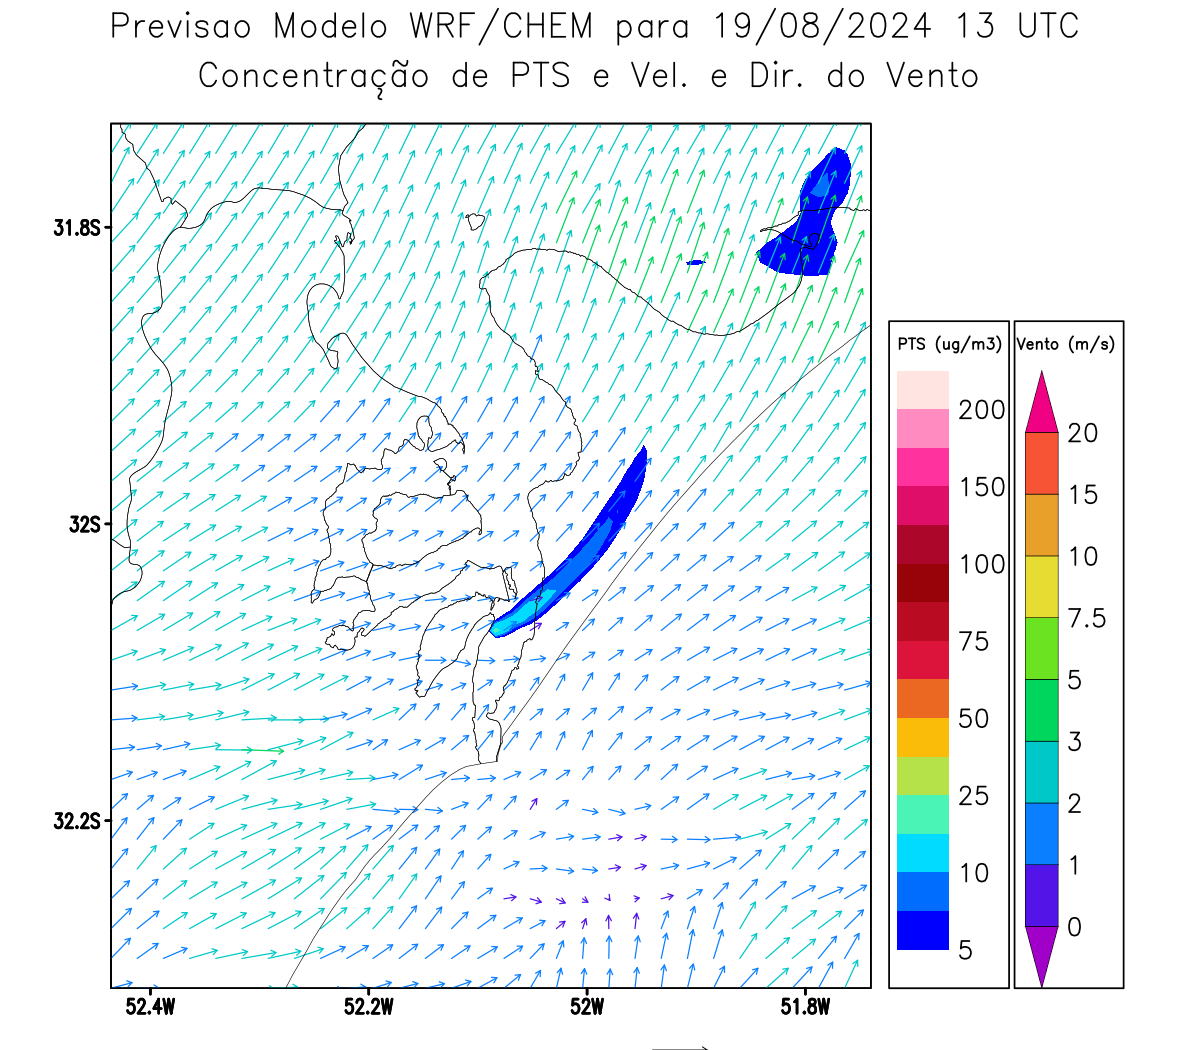 Previsao Modelo WRF/CHEM para 19/08/2024 13 UTC
Concentração de PTS e Vel. e Dir. do Vento
31.8S
32S
32.2S
52.4W
52.2W
52W
51.8W
PTS (ug/m3)
200
150
100
75
50
25
10
5
Vento (m/s)
20
15
10
7.5
5
3
2
1
0